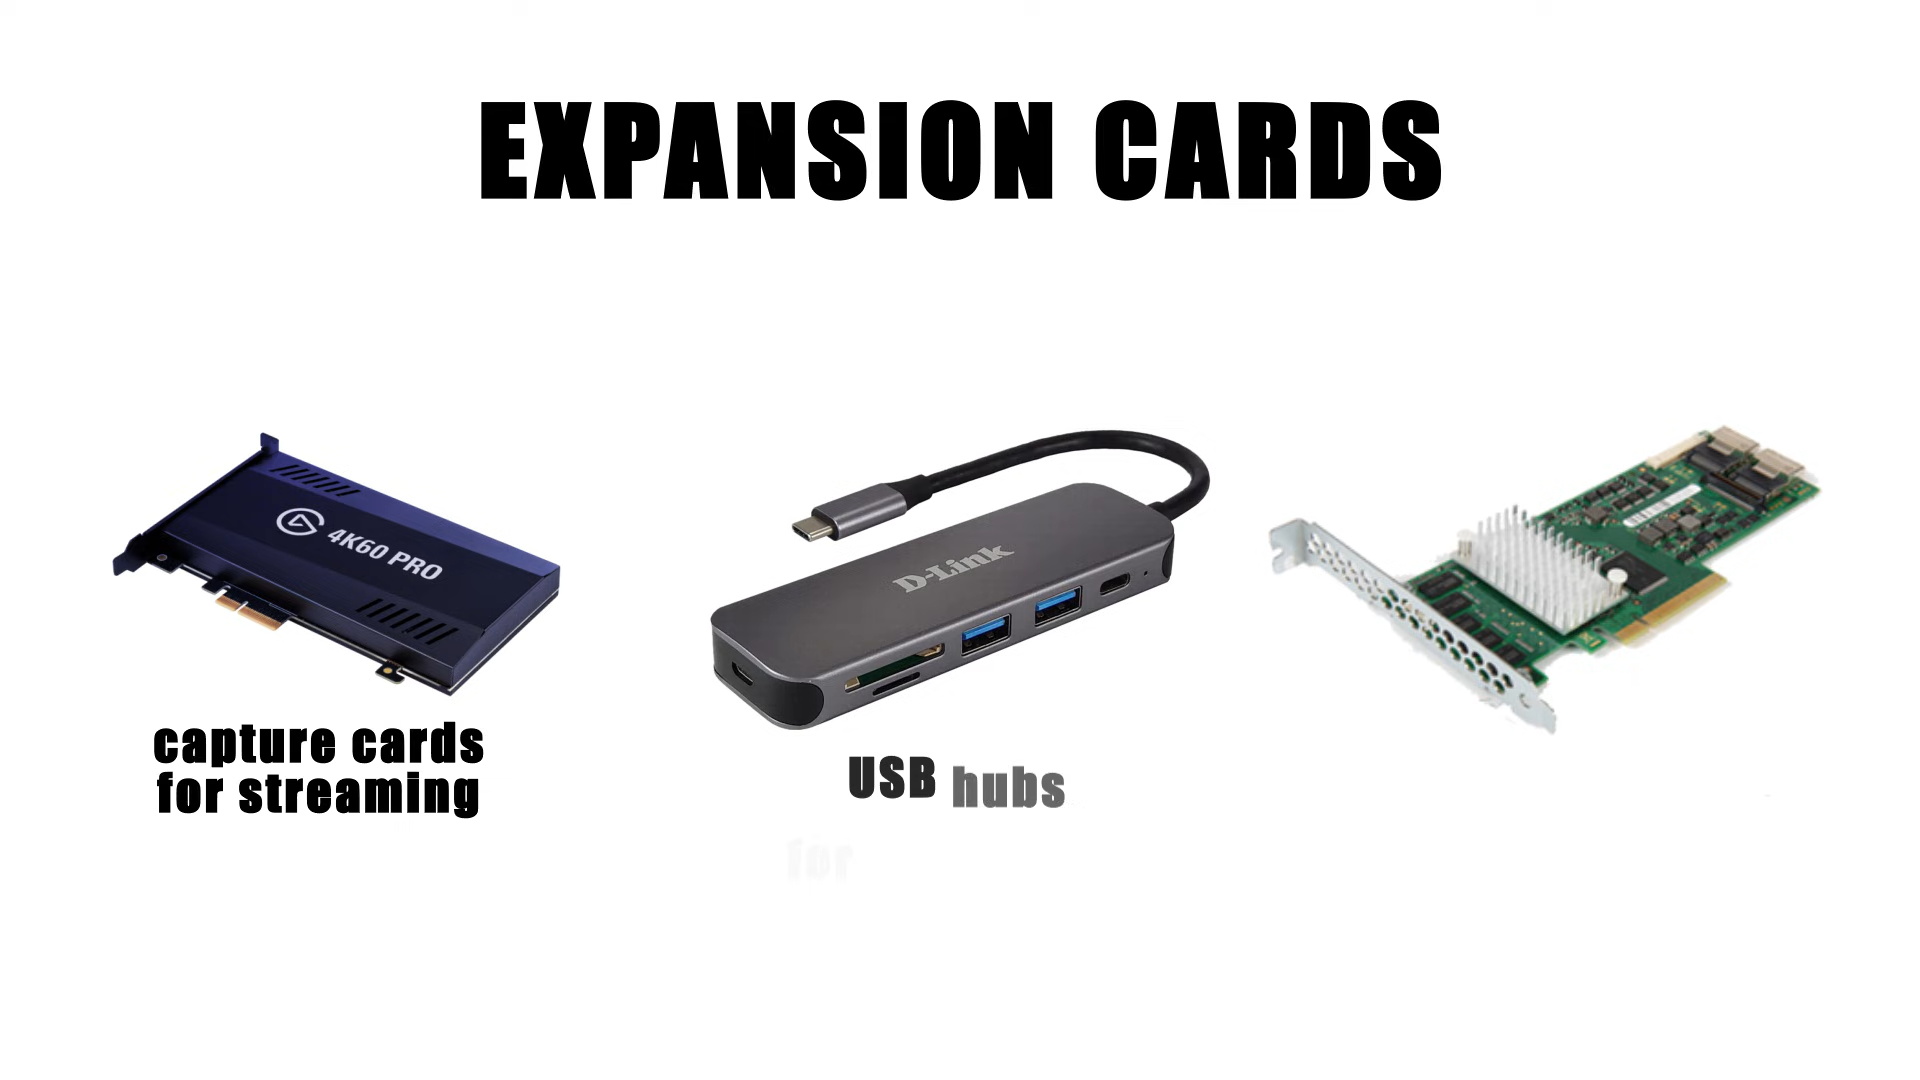 EXPANSION CARDS
4K60 PRO
D-Link
capture cards
for streaming
USB hubs
for